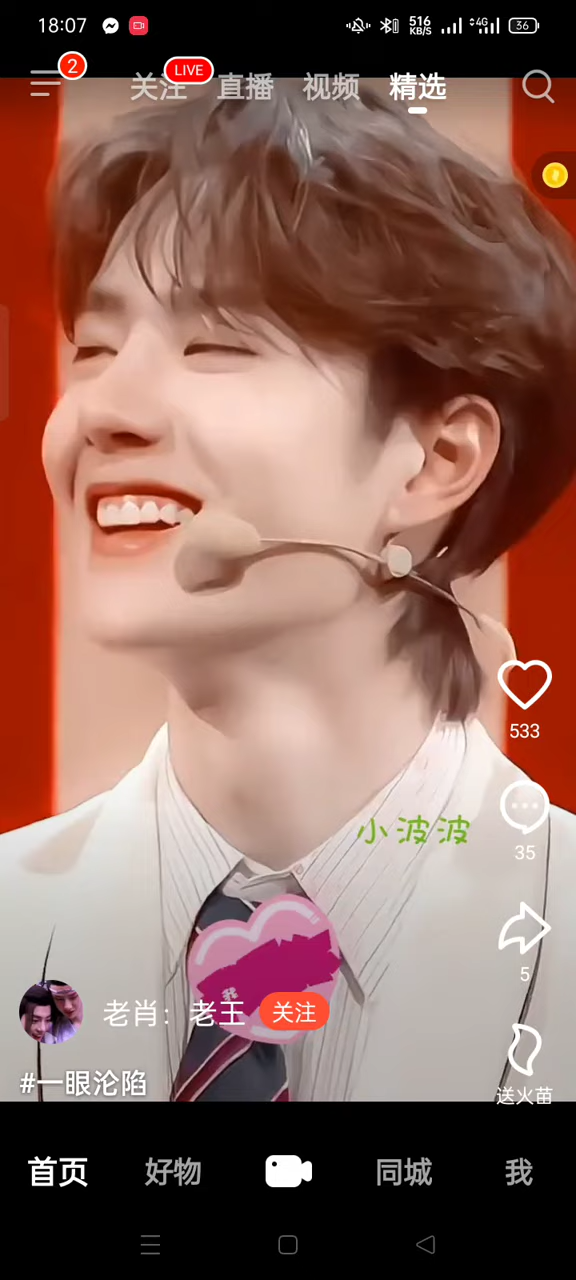 18:07
516
KB/S
4G
36
2
关注
LIVE
直播
视频
精选
533
小波波
35
5
我
老肖：老王
关注
#一眼沦陷
送火苗
首页
好物
同城
我